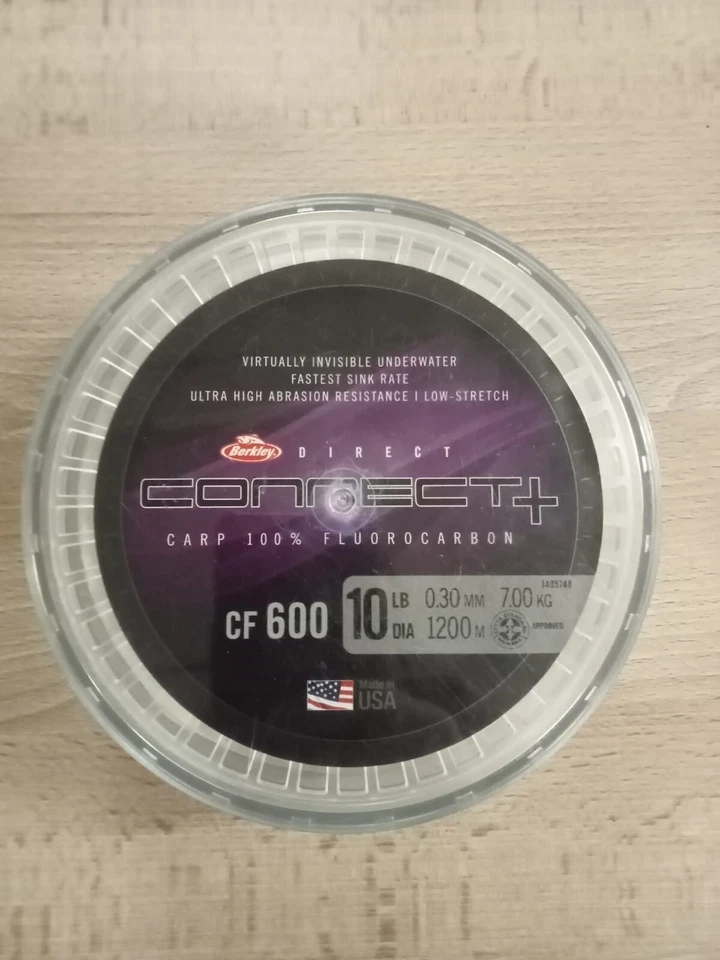 VIRTUALLY INVISIBLE UNDERWATER
FASTEST SINK RATE
ULTRA HIGH ABRASION RESISTANCE | LOW-STRETCH
Berkley DIRECT
CONNECT+
CARP 100% FLUOROCARBON
CF 600
10 LB DIA
0.30 MM 7.00 KG
1200 M APPROVED
Made in
USA